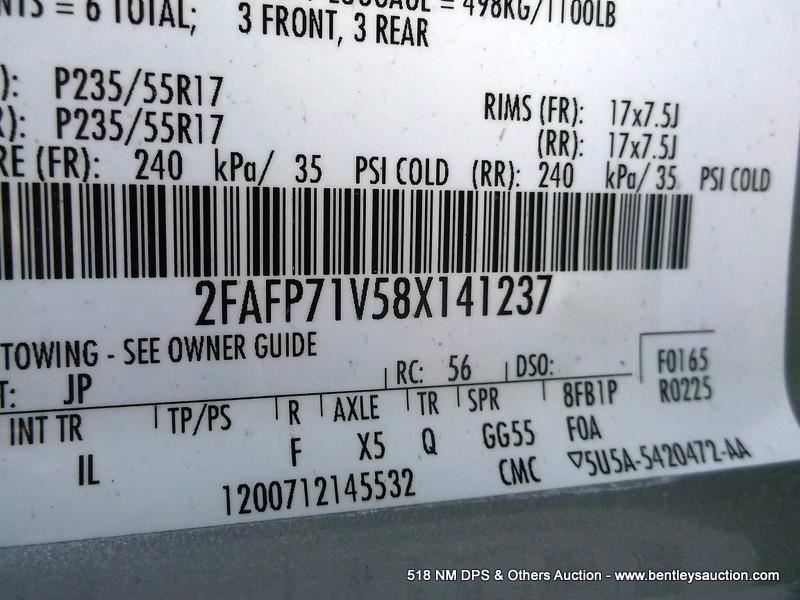 = 6 TOTAL; = 498KG/1100LB
3 FRONT, 3 REAR
): P235/55R17
): P235/55R17
RIMS (FR): 17x7.5J
(RR): 17x7.5J
RE (FR): 240 kPa/ 35 PSI COLD (RR): 240 kPa/ 35 PSI COLD
2FAFP71V58X141237
TOWING - SEE OWNER GUIDE
T: JP RC: 56 DSO: F0165
R0225
INT TR TP/PS R AXLE TR SPR 8FB1P
IL F X5 Q GG55 F0A
1200712145532 CMC ▽5U5A-5420472-AA
518 NM DPS & Others Auction - www.bentleysauction.com